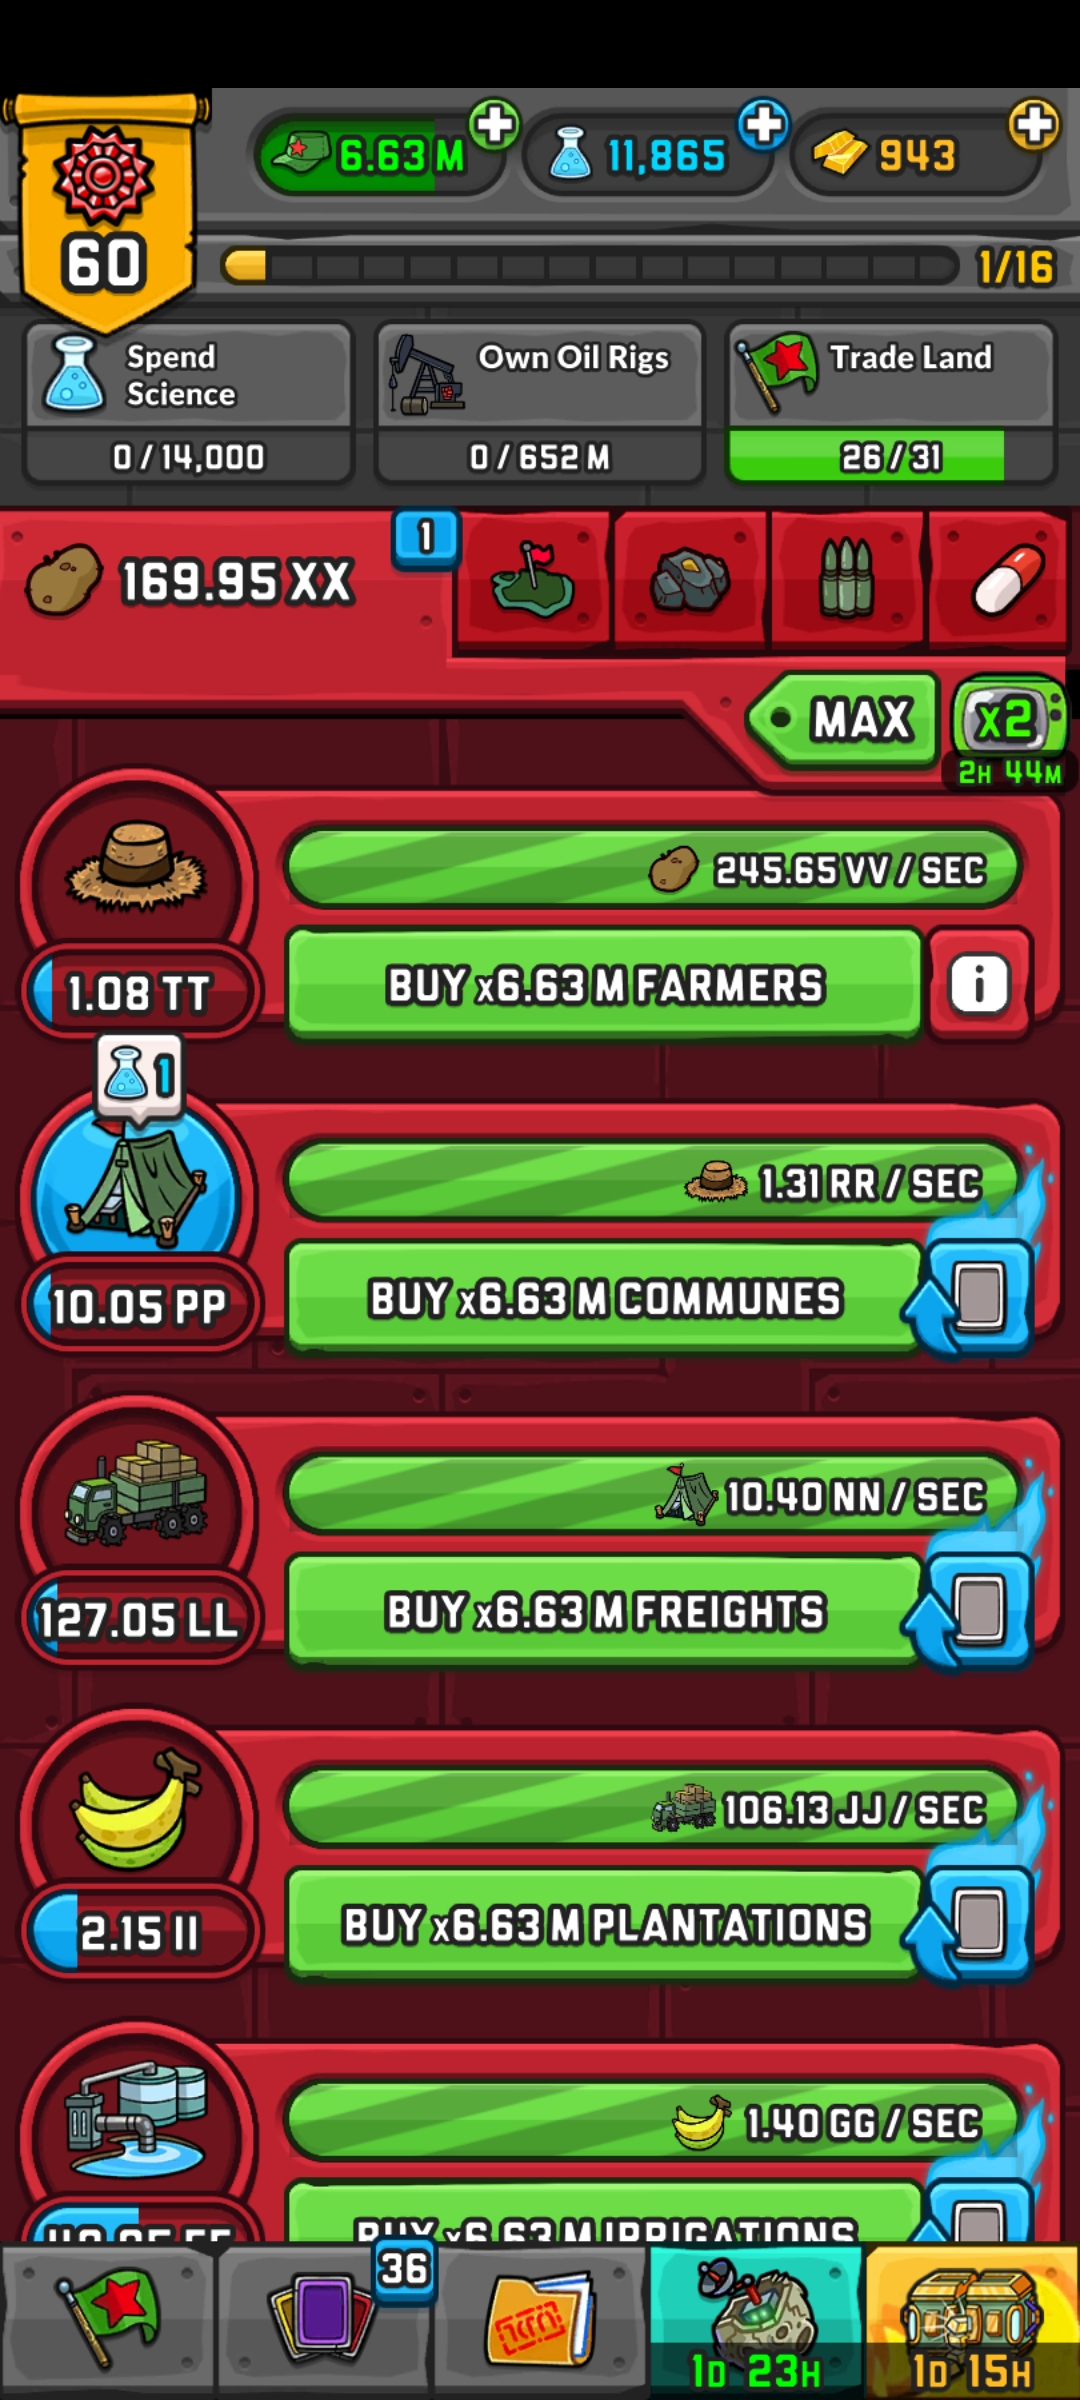 6.63 M
11,865
943
60
1/16
Spend
Science
0 / 14,000
Own Oil Rigs
0 / 652 M
Trade Land
26 / 31
169.95 XX
1
MAX
x2
2H 44M
245.65 VV / SEC
1.08 TT
BUY x6.63 M FARMERS
i
1
1.31 RR / SEC
10.05 PP
BUY x6.63 M COMMUNES
10.40 NN / SEC
127.05 LL
BUY x6.63 M FREIGHTS
106.13 JJ / SEC
2.15 II
BUY x6.63 M PLANTATIONS
1.40 GG / SEC
BUY x6.63 M IRRIGATIONS
36
1D 23H
1D 15H